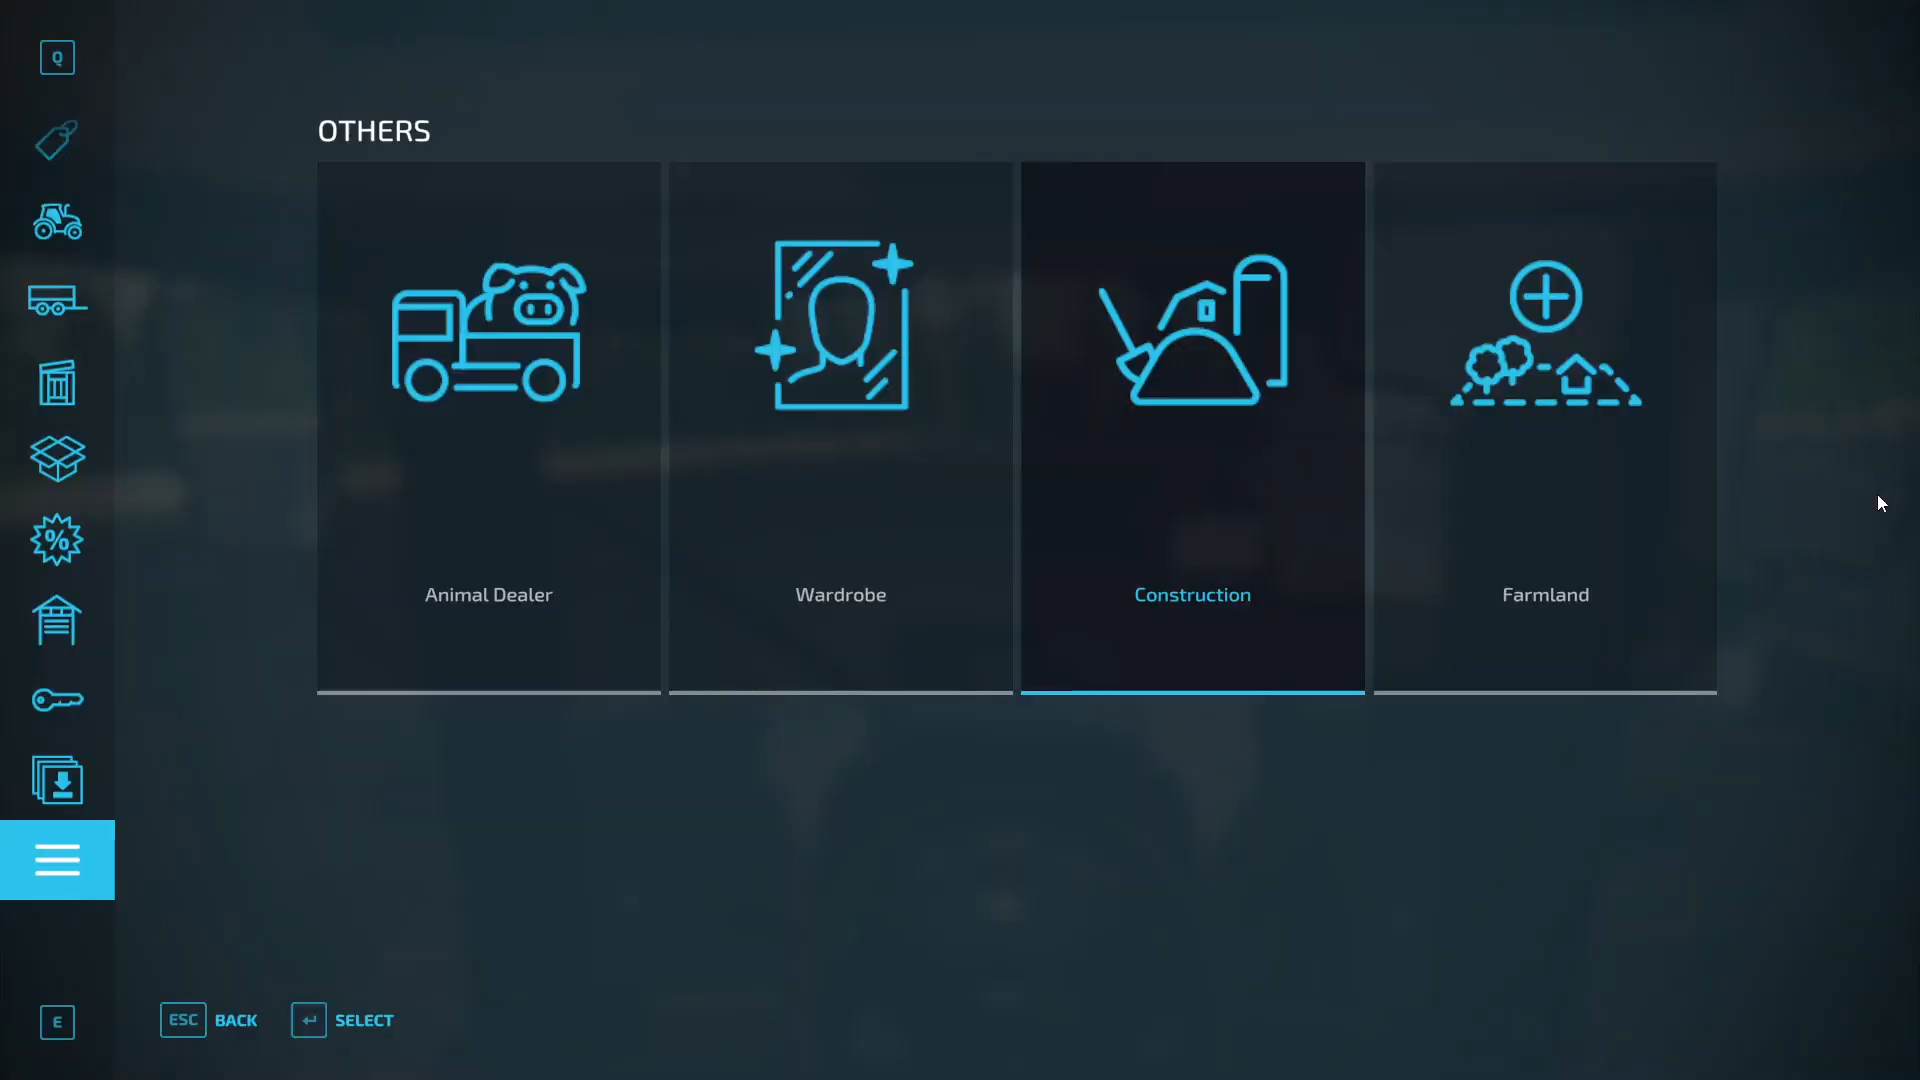 Q
OTHERS
%
Animal Dealer
Wardrobe
Construction
Farmland
E
ESC BACK
SELECT